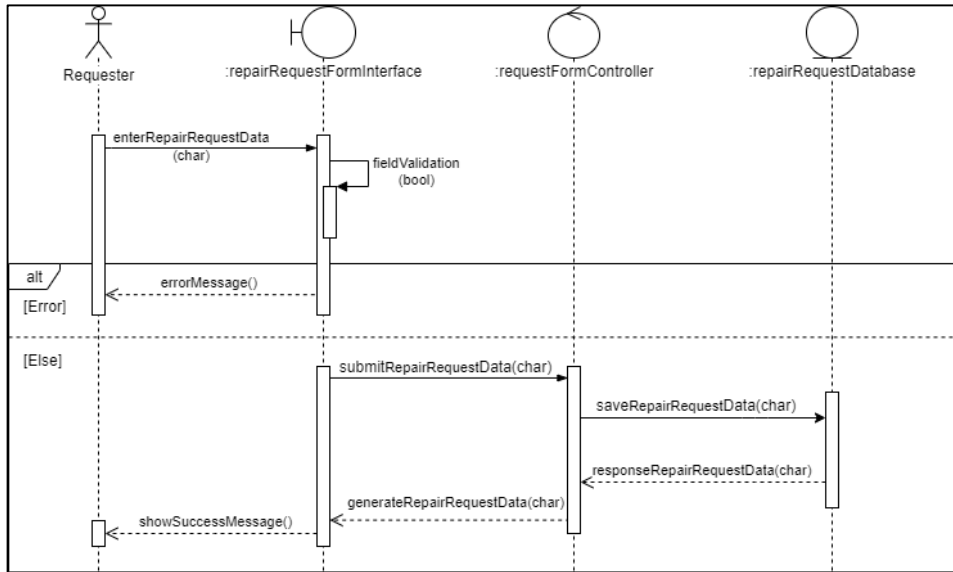 Requester
:repairRequestFormInterface
:requestFormController
:repairRequestDatabase
enterRepairRequestData
(char)
fieldValidation
(bool)
alt
errorMessage()
[Error]
[Else]
submitRepairRequestData(char)
saveRepairRequestData(char)
responseRepairRequestData(char)
generateRepairRequestData(char)
showSuccessMessage()